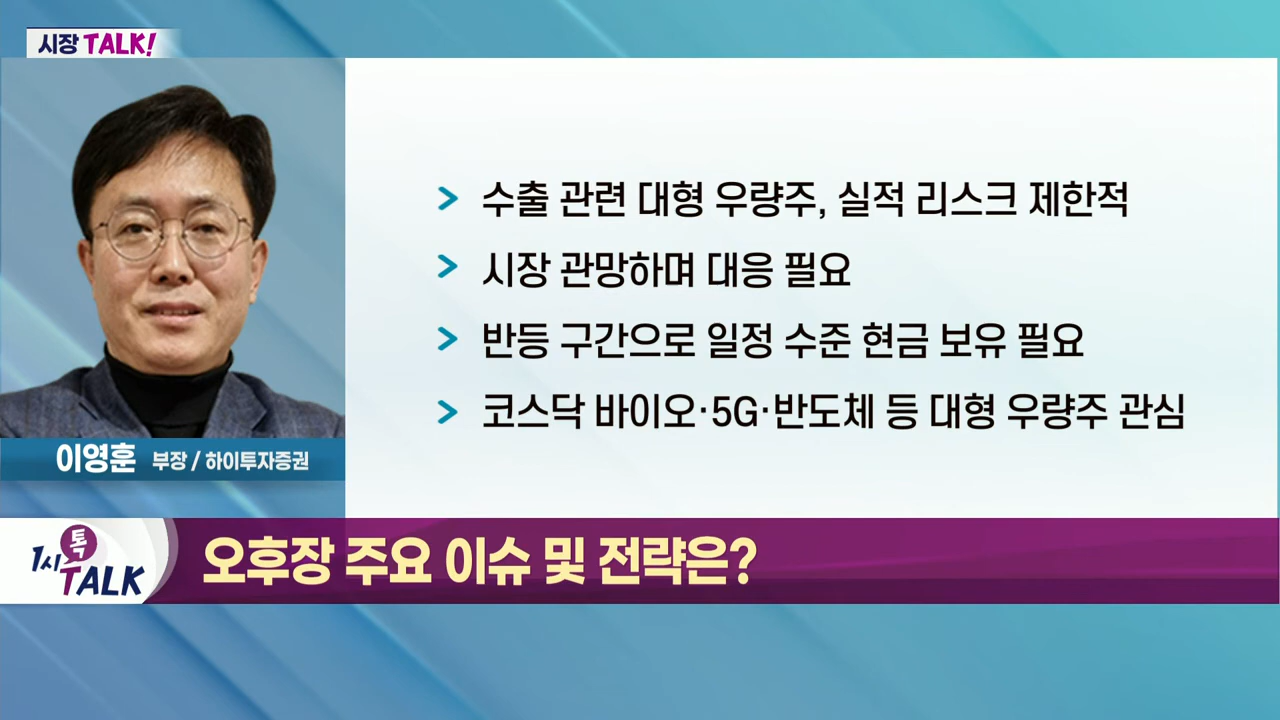 시장 TALK!
> 수출 관련 대형 우량주, 실적 리스크 제한적
> 시장 관망하며 대응 필요
> 반등 구간으로 일정 수준 현금 보유 필요
> 코스닥 바이오·5G·반도체 등 대형 우량주 관심
이영훈 부장 / 하이투자증권
1시 톡 TALK
오후장 주요 이슈 및 전략은?